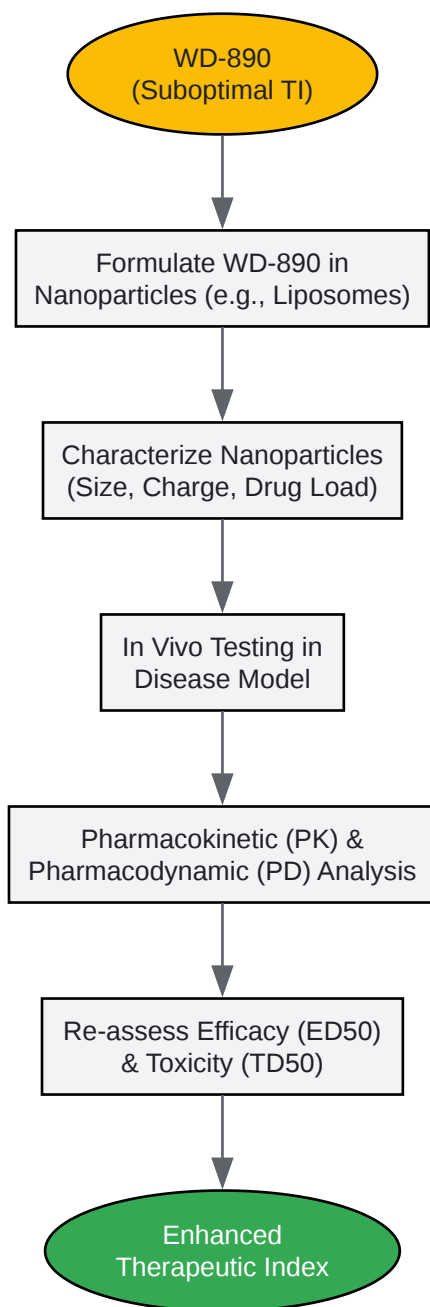 WD-890
(Suboptimal TI)
Formulate WD-890 in
Nanoparticles (e.g., Liposomes)
Characterize Nanoparticles
(Size, Charge, Drug Load)
In Vivo Testing in
Disease Model
Pharmacokinetic (PK) &
Pharmacodynamic (PD) Analysis
Re-assess Efficacy (ED50)
& Toxicity (TD50)
Enhanced
Therapeutic Index